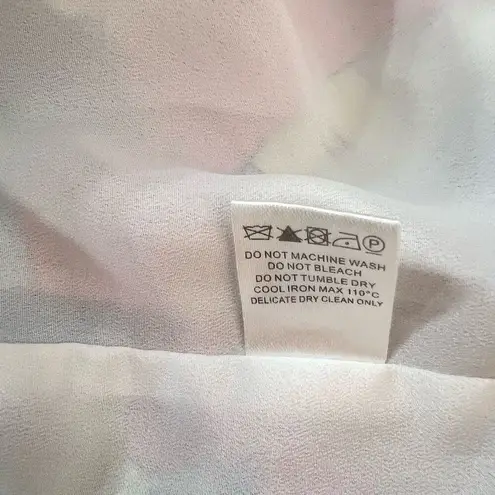 P
DO NOT MACHINE WASH
DO NOT BLEACH
DO NOT TUMBLE DRY
COOL IRON MAX 110°C
DELICATE DRY CLEAN ONLY